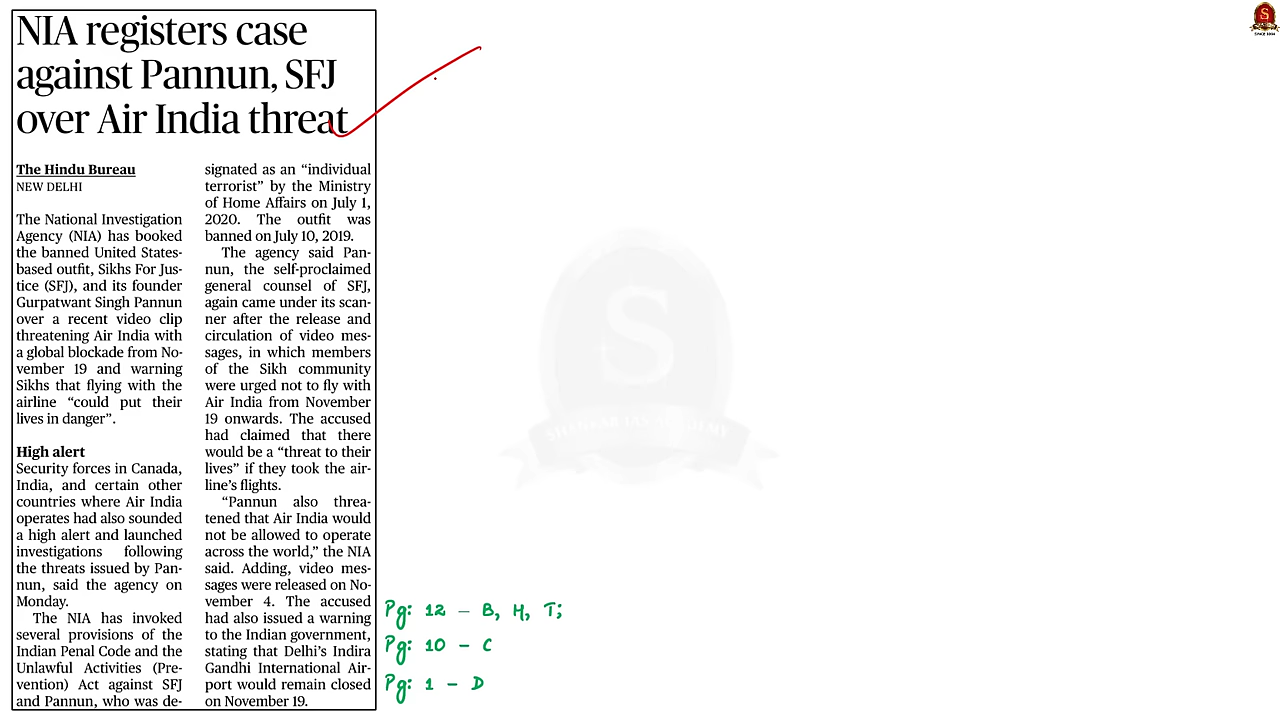 NIA registers case
against Pannun, SFJ
over Air India threat
The Hindu Bureau
NEW DELHI
The National Investigation
Agency (NIA) has booked
the banned United States-
based outfit, Sikhs For Jus-
tice (SFJ), and its founder
Gurpatwant Singh Pannun
over a recent video clip
threatening Air India with
a global blockade from No-
vember 19 and warning
Sikhs that flying with the
airline “could put their
lives in danger”.
High alert
Security forces in Canada,
India, and certain other
countries where Air India
operates had also sounded
a high alert and launched
investigations following
the threats issued by Pan-
nun, said the agency on
Monday.
The NIA has invoked
several provisions of the
Indian Penal Code and the
Unlawful Activities (Pre-
vention) Act against SFJ
and Pannun, who was de-
signated as an “individual
terrorist” by the Ministry
of Home Affairs on July 1,
2020. The outfit was
banned on July 10, 2019.
The agency said Pan-
nun, the self-proclaimed
general counsel of SFJ,
again came under its scan-
ner after the release and
circulation of video mes-
sages, in which members
of the Sikh community
were urged not to fly with
Air India from November
19 onwards. The accused
had claimed that there
would be a “threat to their
lives” if they took the air-
line’s flights.
“Pannun also threa-
tened that Air India would
not be allowed to operate
across the world,” the NIA
said. Adding, video mes-
sages were released on No-
vember 4. The accused
had also issued a warning
to the Indian government,
stating that Delhi’s Indira
Gandhi International Air-
port would remain closed
on November 19.
Pg: 12 – B, H, T;
Pg: 10 - C
Pg: 1 - D
S
SINCE 2004
S
SHANKAR IAS ACADEMY